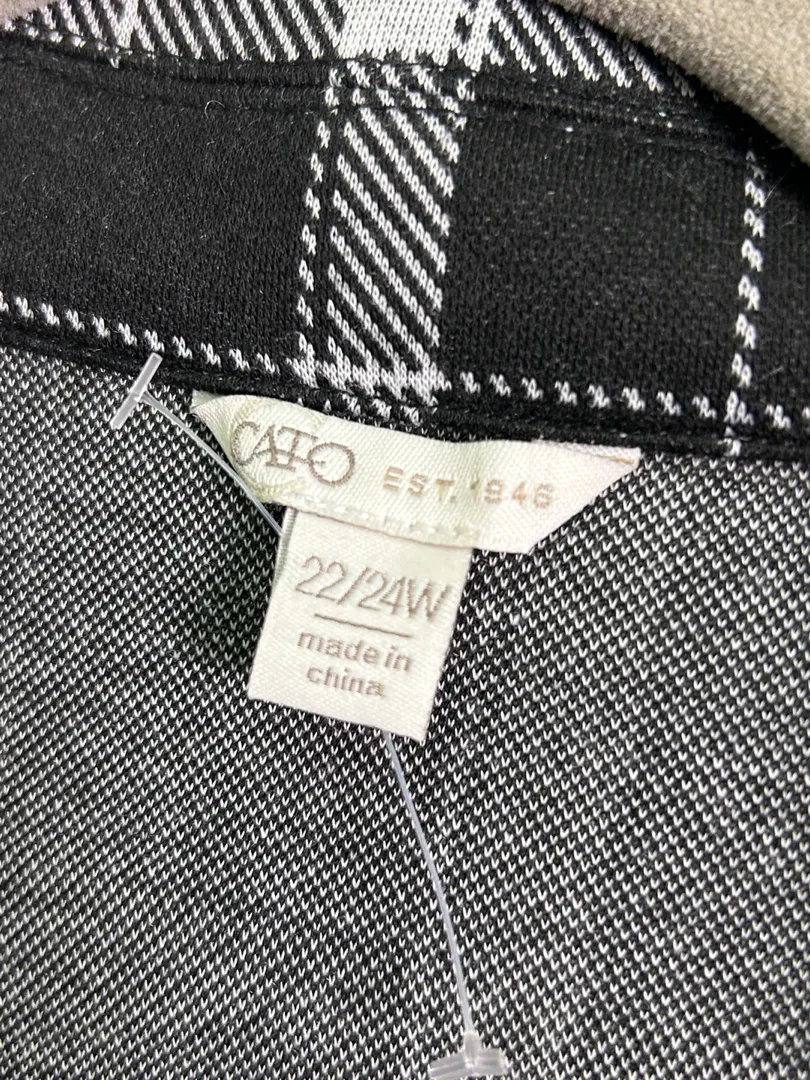 CATO EST. 1946
22/24W
made in
china